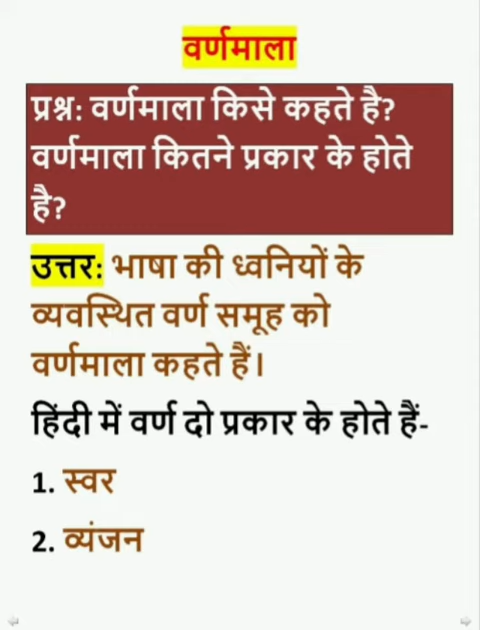 वर्णमाला
प्रश्न: वर्णमाला किसे कहते है?
वर्णमाला कितने प्रकार के होते
है?
उत्तर: भाषा की ध्वनियों के
व्यवस्थित वर्ण समूह को
वर्णमाला कहते हैं।
हिंदी में वर्ण दो प्रकार के होते हैं-
1. स्वर
2. व्यंजन